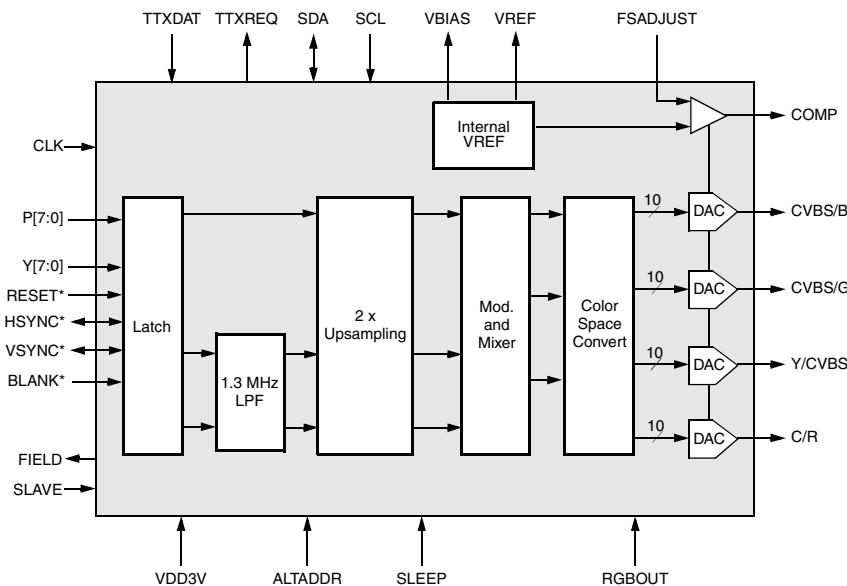 TTXDAT TTXREQ SDA SCL VBIAS VREF FSADJUST
Internal
VREF
COMP
CLK
P[7:0]
Y[7:0]
RESET*
HSYNC*
VSYNC*
BLANK*
FIELD
SLAVE
Latch
1.3 MHz
LPF
2 x
Upsampling
Mod.
and
Mixer
Color
Space
Convert
10
DAC
CVBS/B
10
DAC
CVBS/G
10
DAC
Y/CVBS
10
DAC
C/R
VDD3V ALTADDR SLEEP RGBOUT